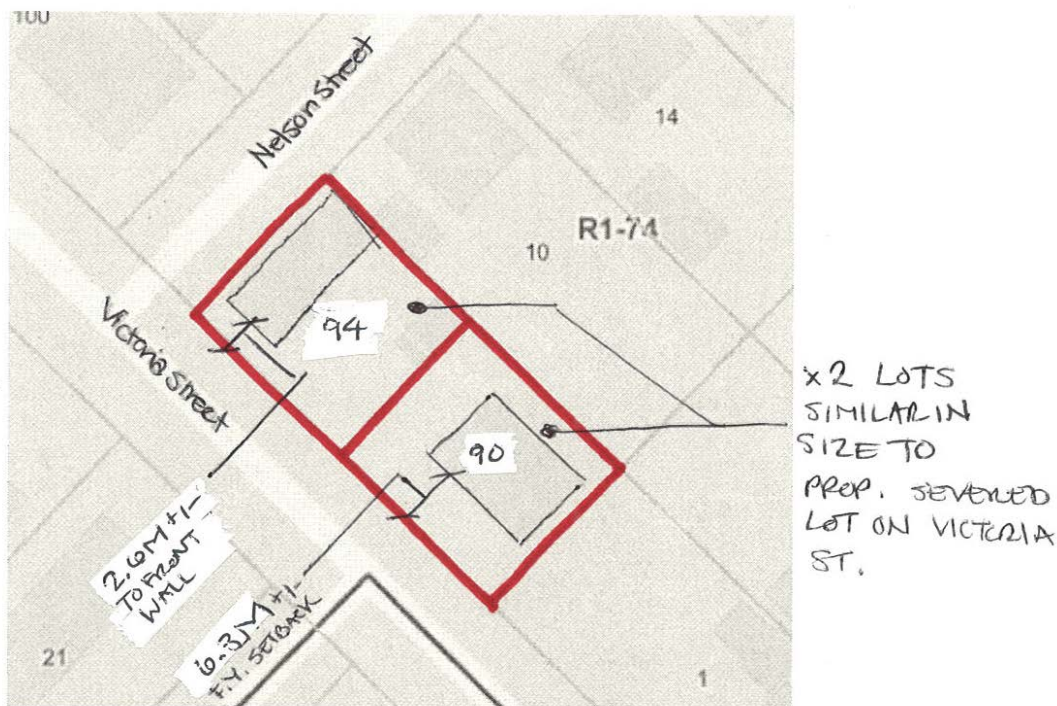 100
Nelson Street
14
R1-74
10
Victoria Street
94
90
x2 LOTS
SIMILAR IN
SIZE TO
PROP. SEVERED
LOT ON VICTORIA
ST.
2.6M +/-
TO FRONT
WALL
6.3M +/-
F.Y. SETBACK
21
1